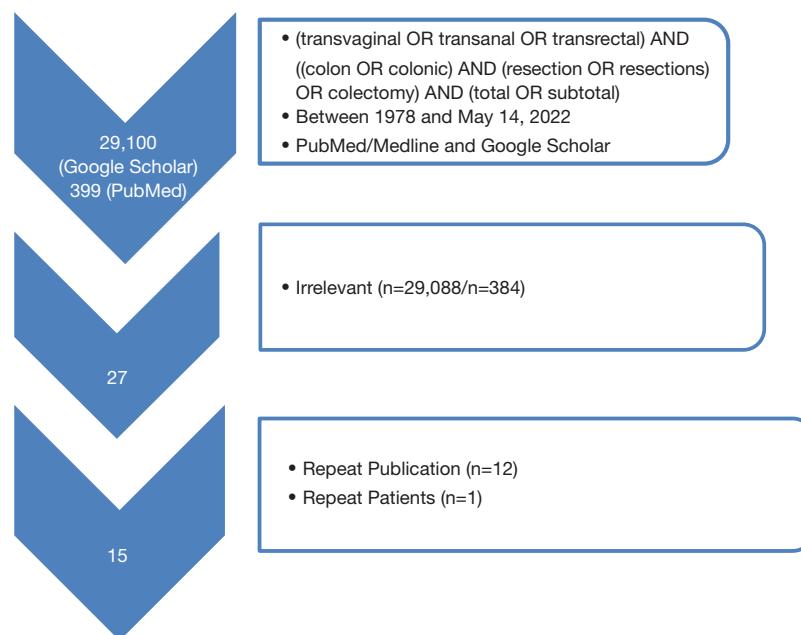 29,100
(Google Scholar)
399 (PubMed)
• (transvaginal OR transanal OR transrectal) AND
((colon OR colonic) AND (resection OR resections)
OR colectomy) AND (total OR subtotal)
• Between 1978 and May 14, 2022
• PubMed/Medline and Google Scholar
27
• Irrelevant (n=29,088/n=384)
15
• Repeat Publication (n=12)
• Repeat Patients (n=1)